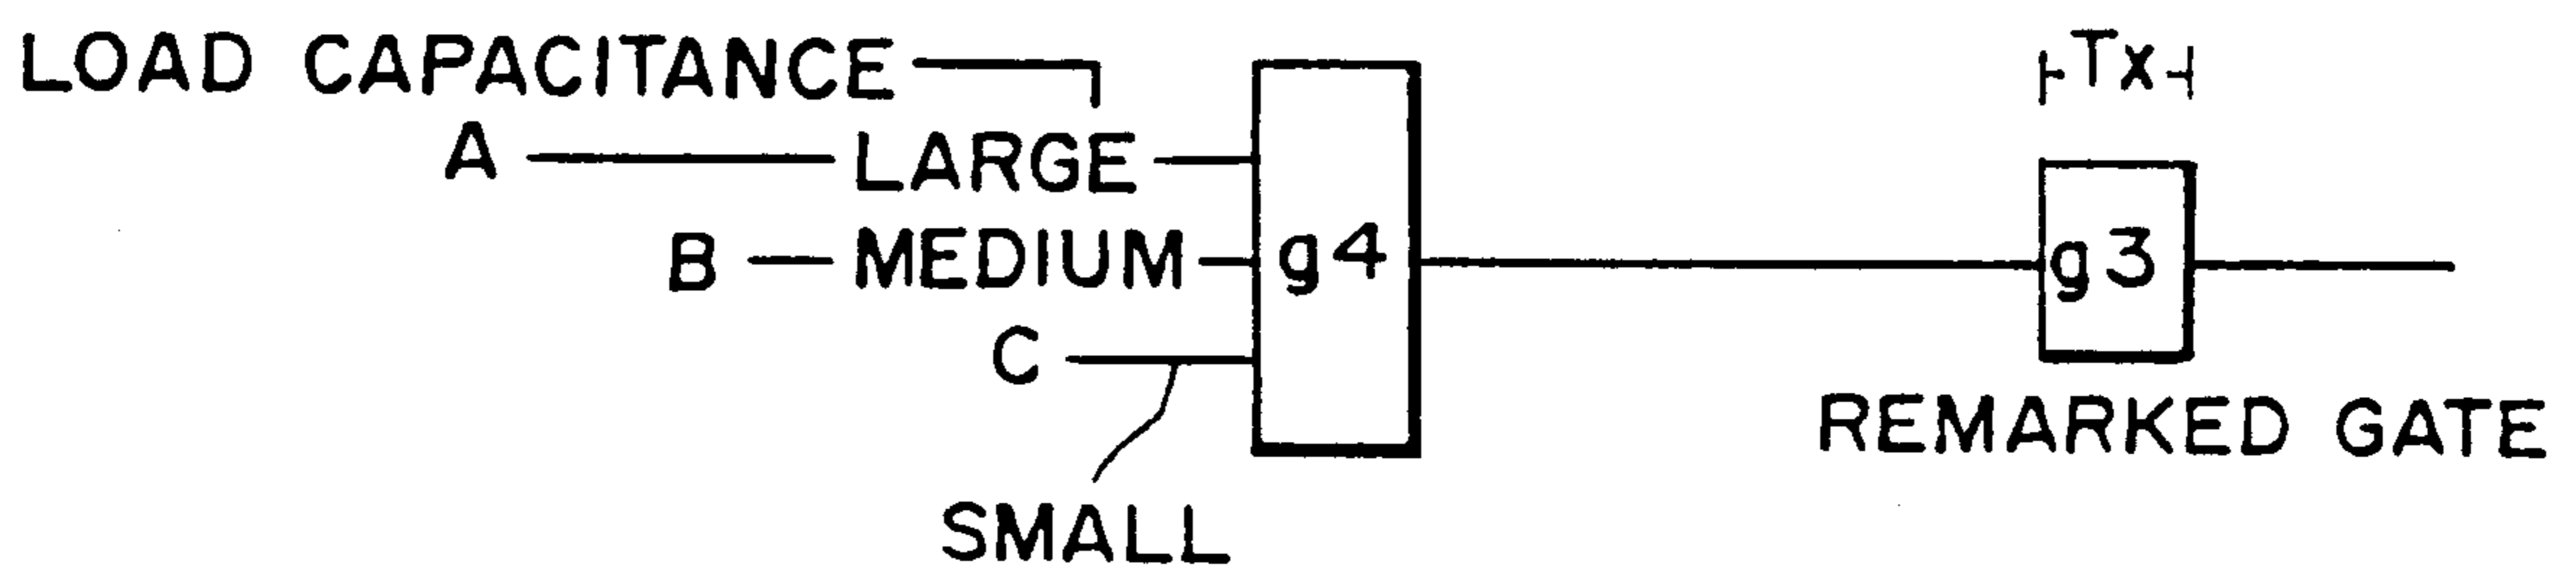 LOAD CAPACITANCE
Tx
A LARGE
B MEDIUM g4 g3
C
REMARKED GATE
SMALL